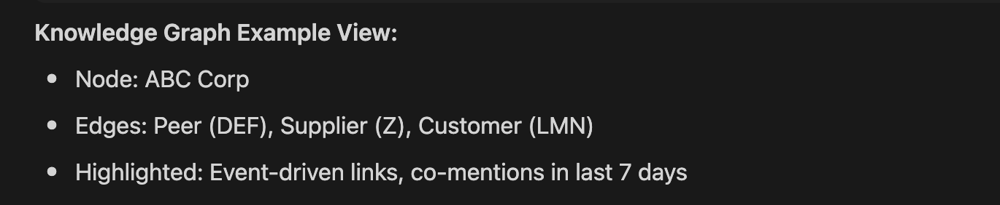 Knowledge Graph Example View:
• Node: ABC Corp
• Edges: Peer (DEF), Supplier (Z), Customer (LMN)
• Highlighted: Event-driven links, co-mentions in last 7 days